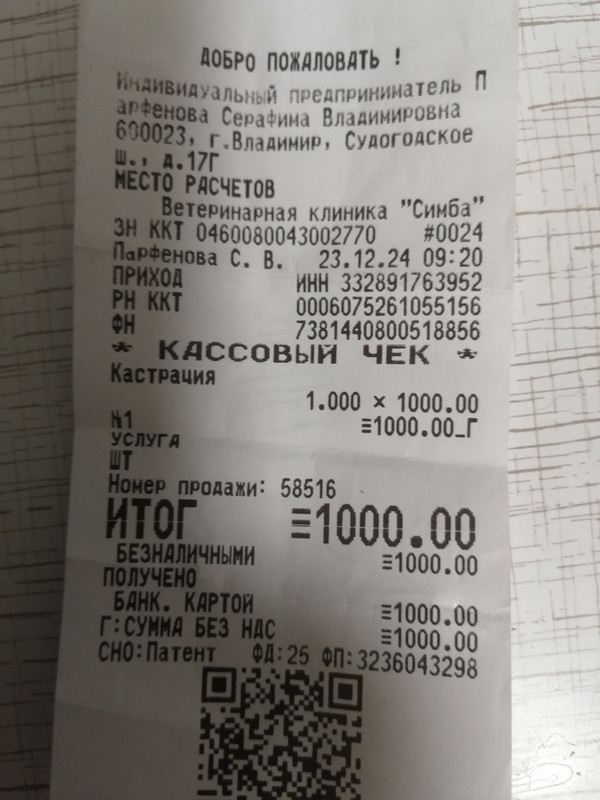 ДОБРО ПОЖАЛОВАТЬ !
Индивидуальный предприниматель П
арфенова Серафима Владимировна
600023, г.Владимир, Судогодское
ш., д.17Г
МЕСТО РАСЧЕТОВ
Ветеринарная клиника "Симба"
ЗН ККТ 0460080043002770 #0024
Парфенова С. В. 23.12.24 09:20
ПРИХОД ИНН 332891763952
РН ККТ 0006075261055156
ФН 7381440800518856
* КАССОВЫЙ ЧЕК *
Кастрация
1.000 × 1000.00
№1 ≡1000.00_Г
УСЛУГА
ШТ
Номер продажи: 58516
ИТОГ ≡1000.00
БЕЗНАЛИЧНЫМИ ≡1000.00
ПОЛУЧЕНО
БАНК. КАРТОЙ ≡1000.00
Г:СУММА БЕЗ НДС ≡1000.00
СНО:Патент ФД:25 ФП:3236043298